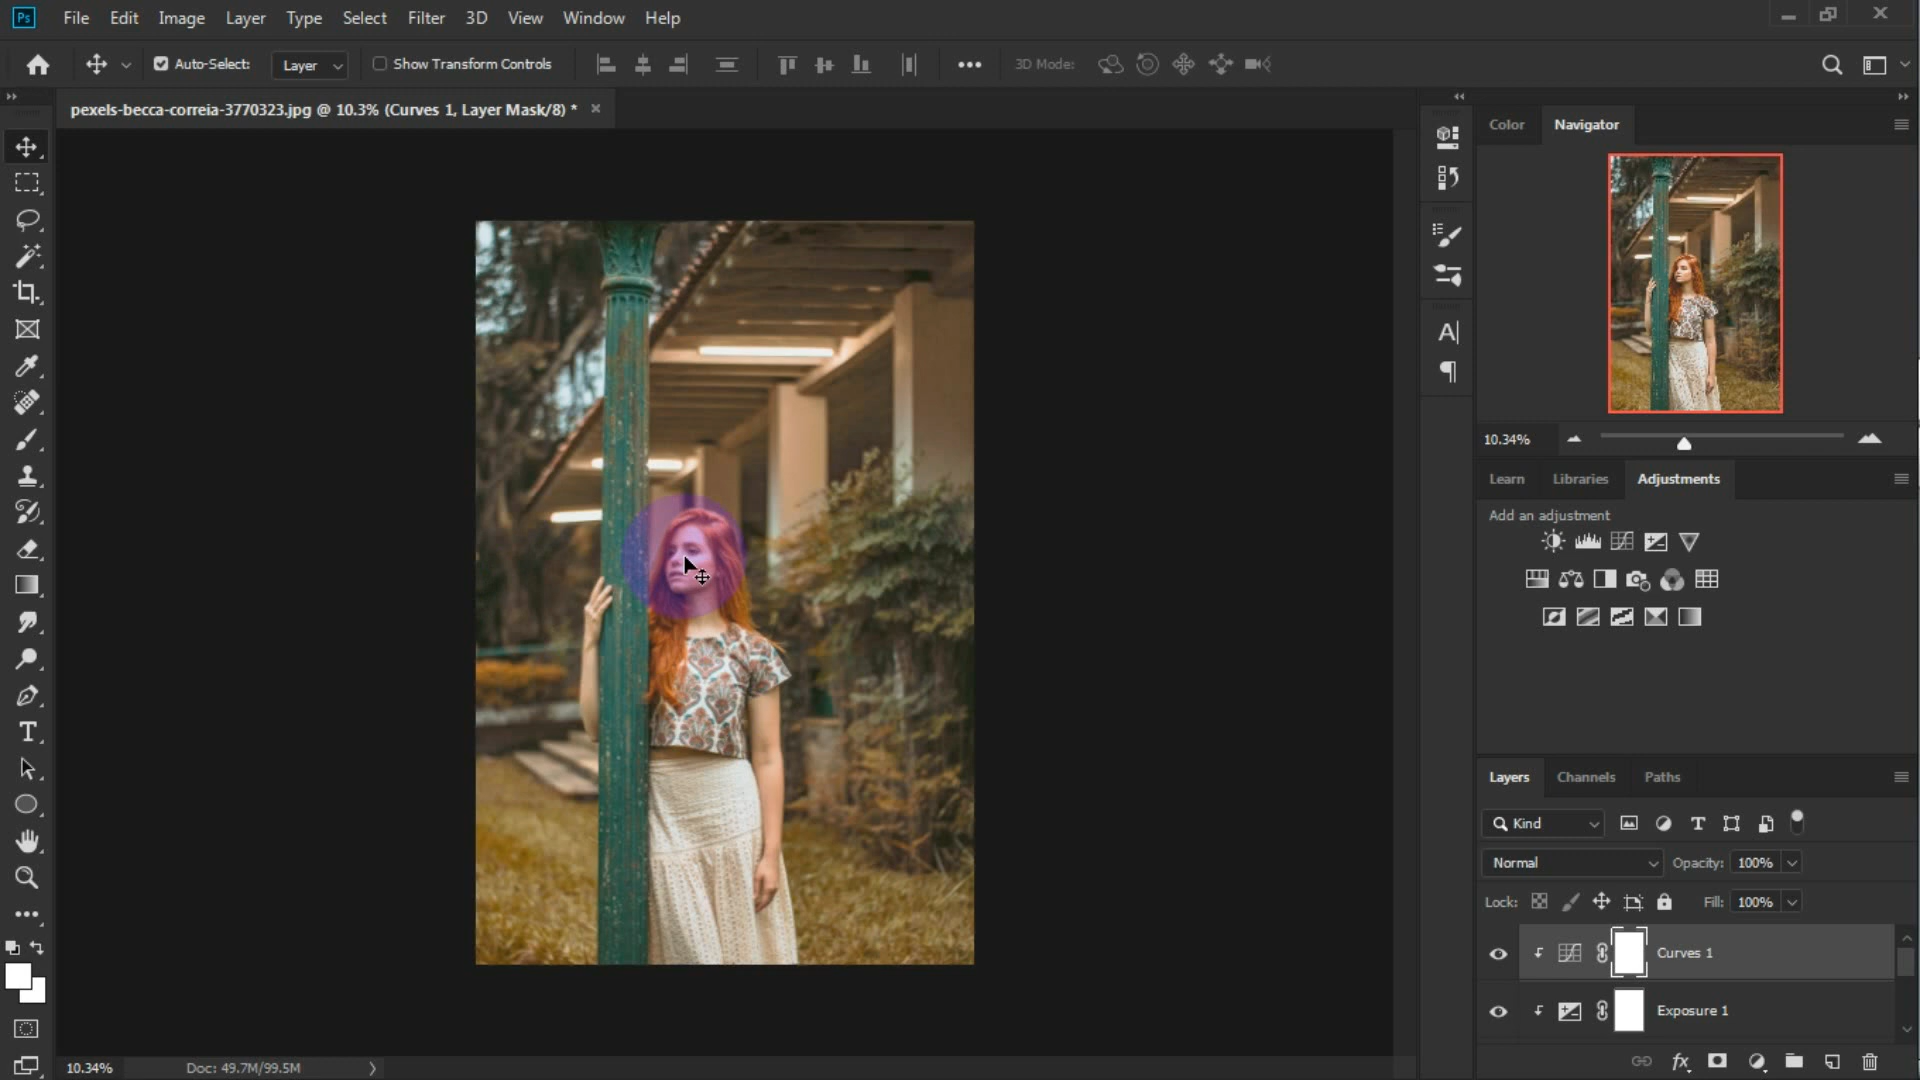 Ps File Edit Image Layer Type Select Filter 3D View Window Help
Auto-Select: Layer Show Transform Controls 3D Mode:
pexels-becca-correia-3770323.jpg @ 10.3% (Curves 1, Layer Mask/8) *
Color Navigator
10.34%
Learn Libraries Adjustments
Add an adjustment
Layers Channels Paths
Kind
Normal Opacity: 100%
Lock: Fill: 100%
Curves 1
Exposure 1
10.34% Doc: 49.7M/99.5M